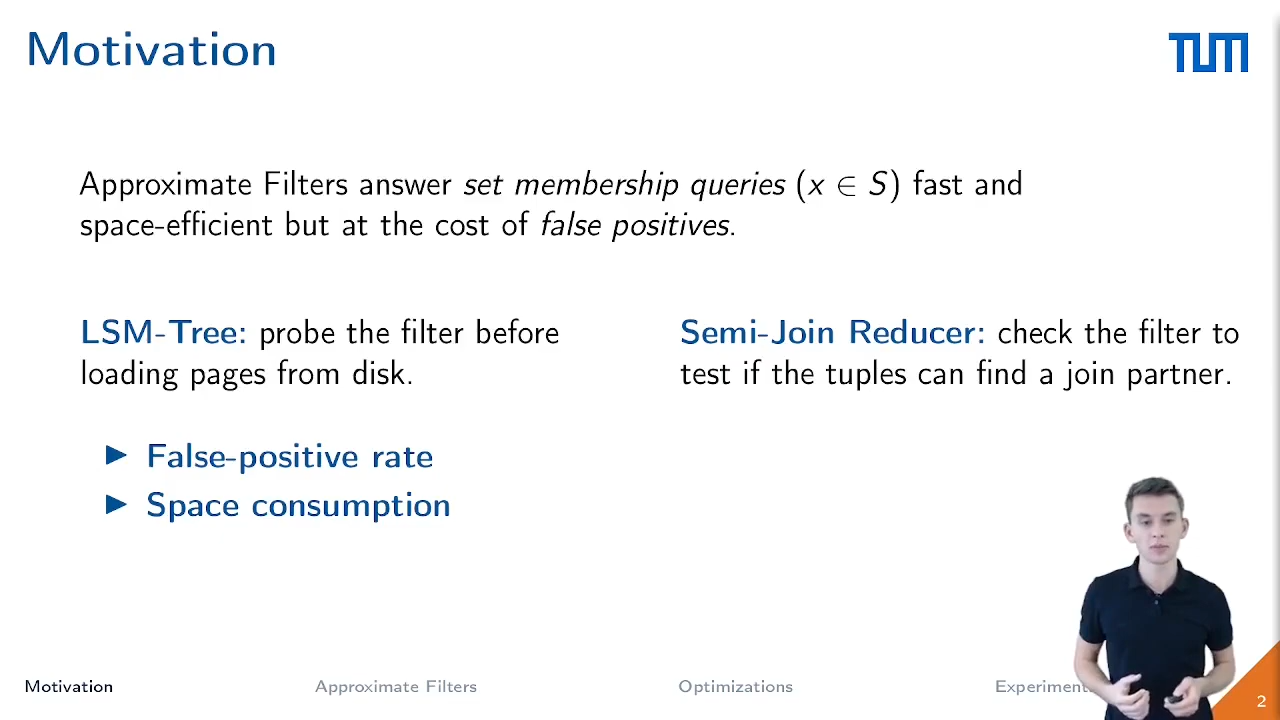 Motivation
TUM
Approximate Filters answer set membership queries (x ∈ S) fast and
space-efficient but at the cost of false positives.
LSM-Tree: probe the filter before
loading pages from disk.
Semi-Join Reducer: check the filter to
test if the tuples can find a join partner.
▶ False-positive rate
▶ Space consumption
Motivation
Approximate Filters
Optimizations
Experiment
2